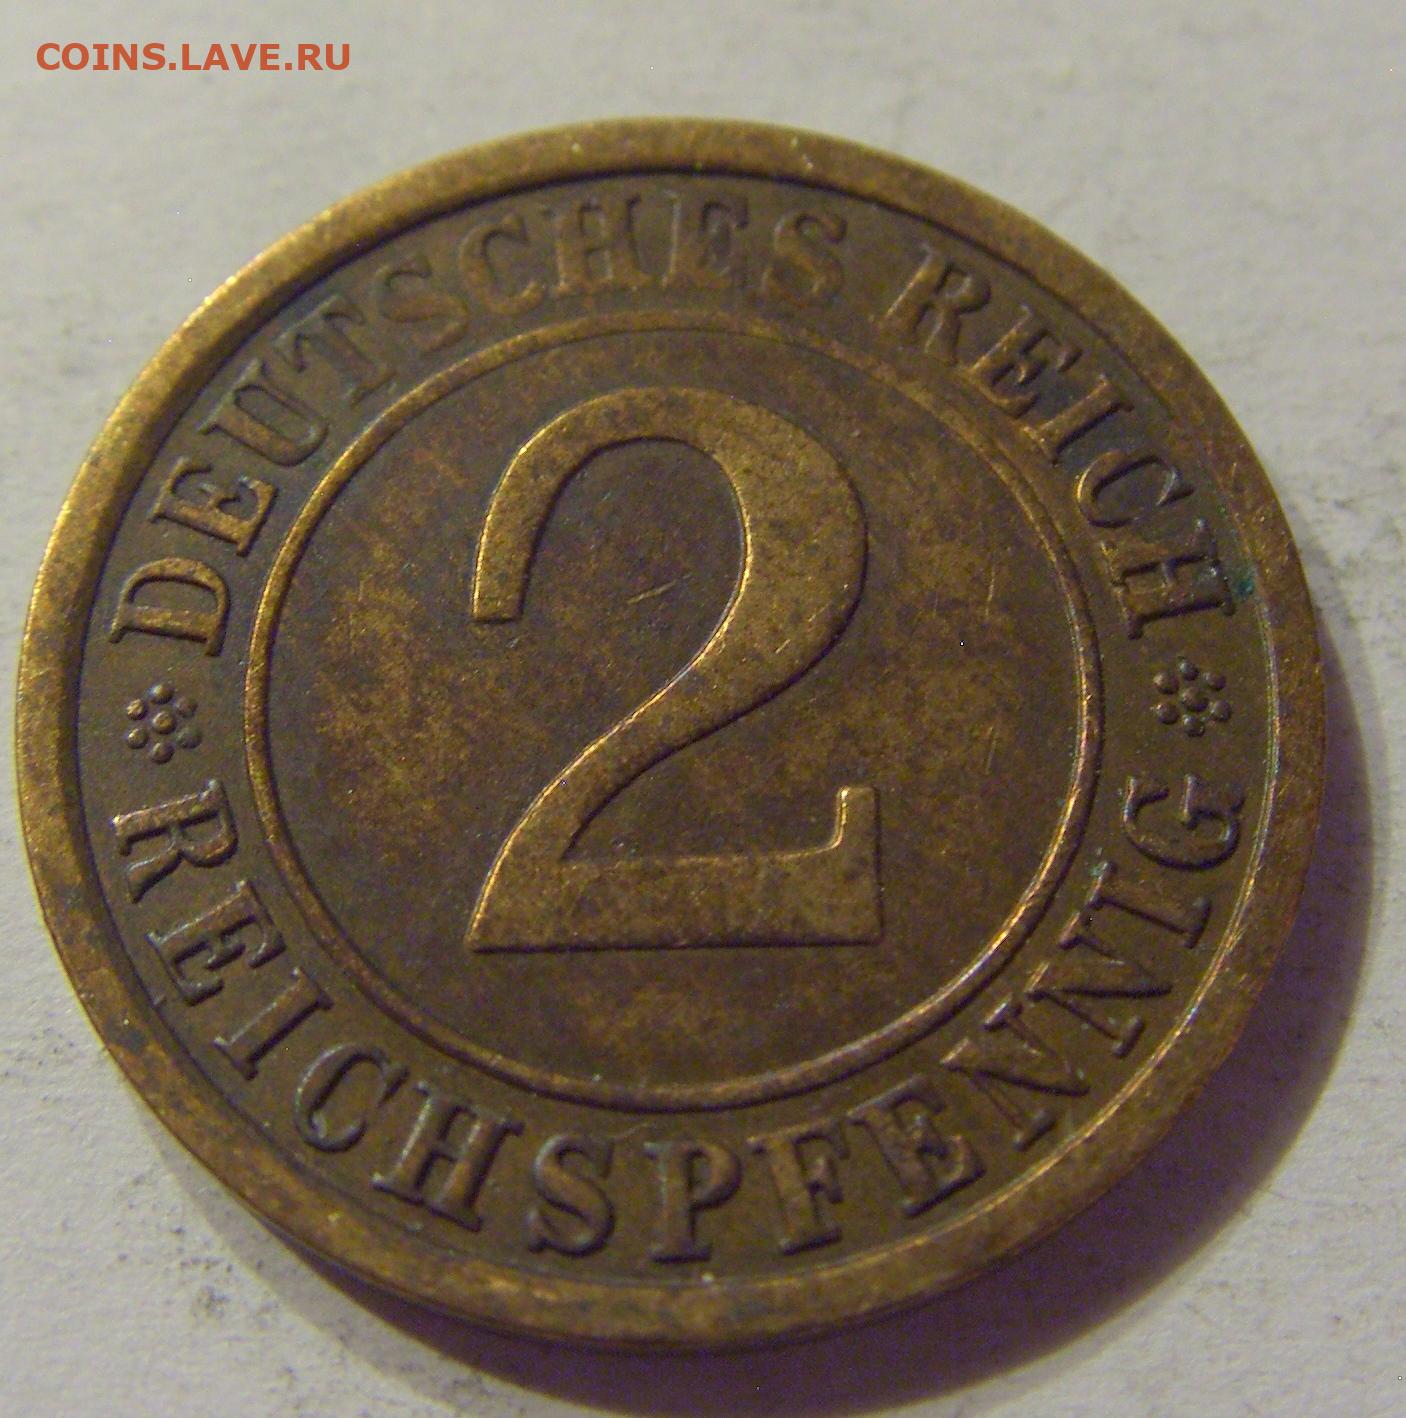 COINS.LAVE.RU
DEUTSCHES REICH
2
REICHSPFENNIG